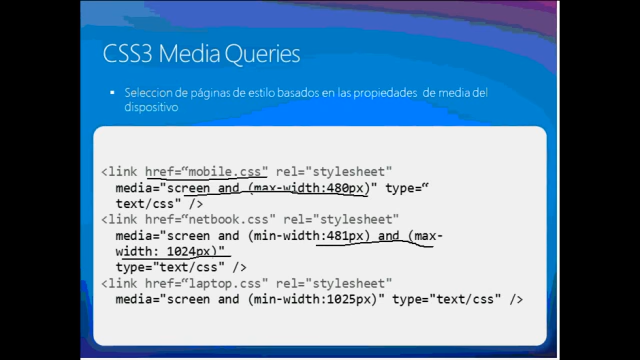 CSS3 Media Queries
▪ Seleccion de páginas de estilo basados en las propiedades de media del
dispositivo
<link href=“mobile.css" rel="stylesheet"
media="screen and (max-width:480px)" type=“
text/css" />
<link href=“netbook.css" rel="stylesheet"
media="screen and (min-width:481px) and (max-
width: 1024px)"
type="text/css" />
<link href=“laptop.css" rel="stylesheet"
media="screen and (min-width:1025px)" type="text/css" />